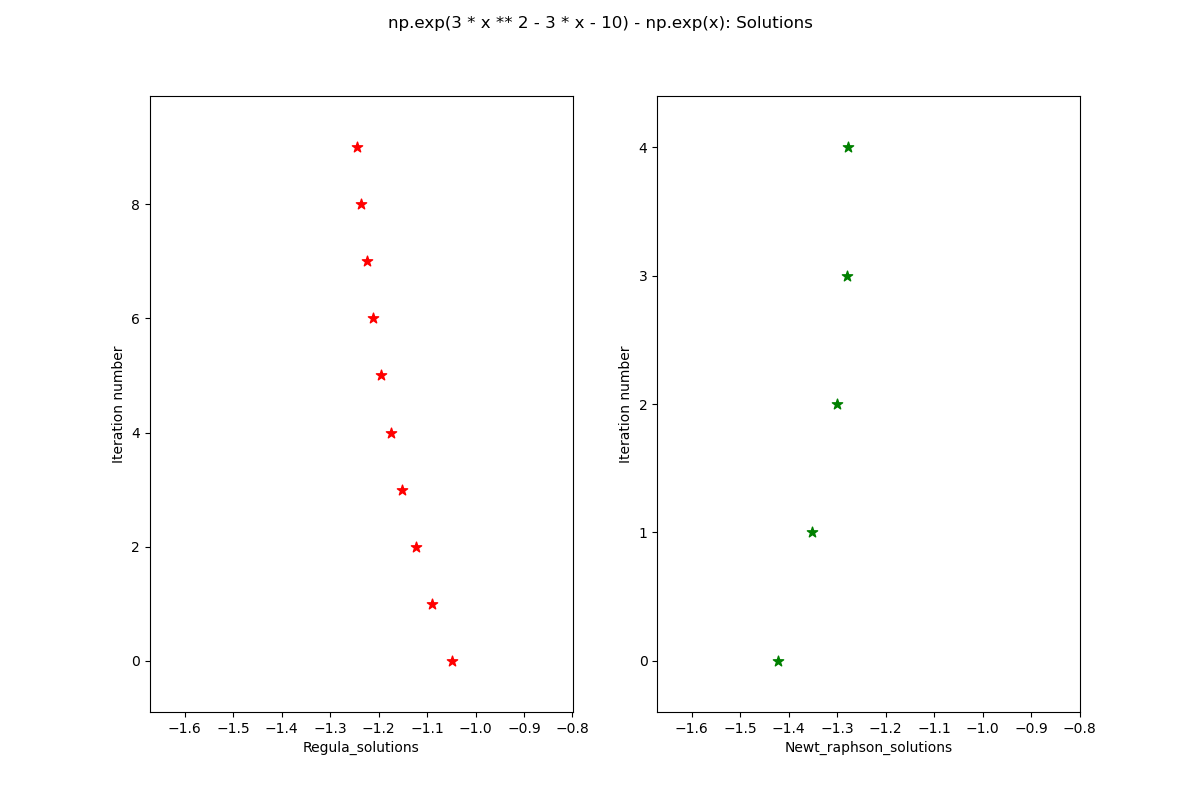 np.exp(3 * x ** 2 - 3 * x - 10) - np.exp(x): Solutions
Iteration number
8
6
4
2
0
−1.6 −1.5 −1.4 −1.3 −1.2 −1.1 −1.0 −0.9 −0.8
Regula_solutions
Iteration number
4
3
2
1
0
−1.6 −1.5 −1.4 −1.3 −1.2 −1.1 −1.0 −0.9 −0.8
Newt_raphson_solutions